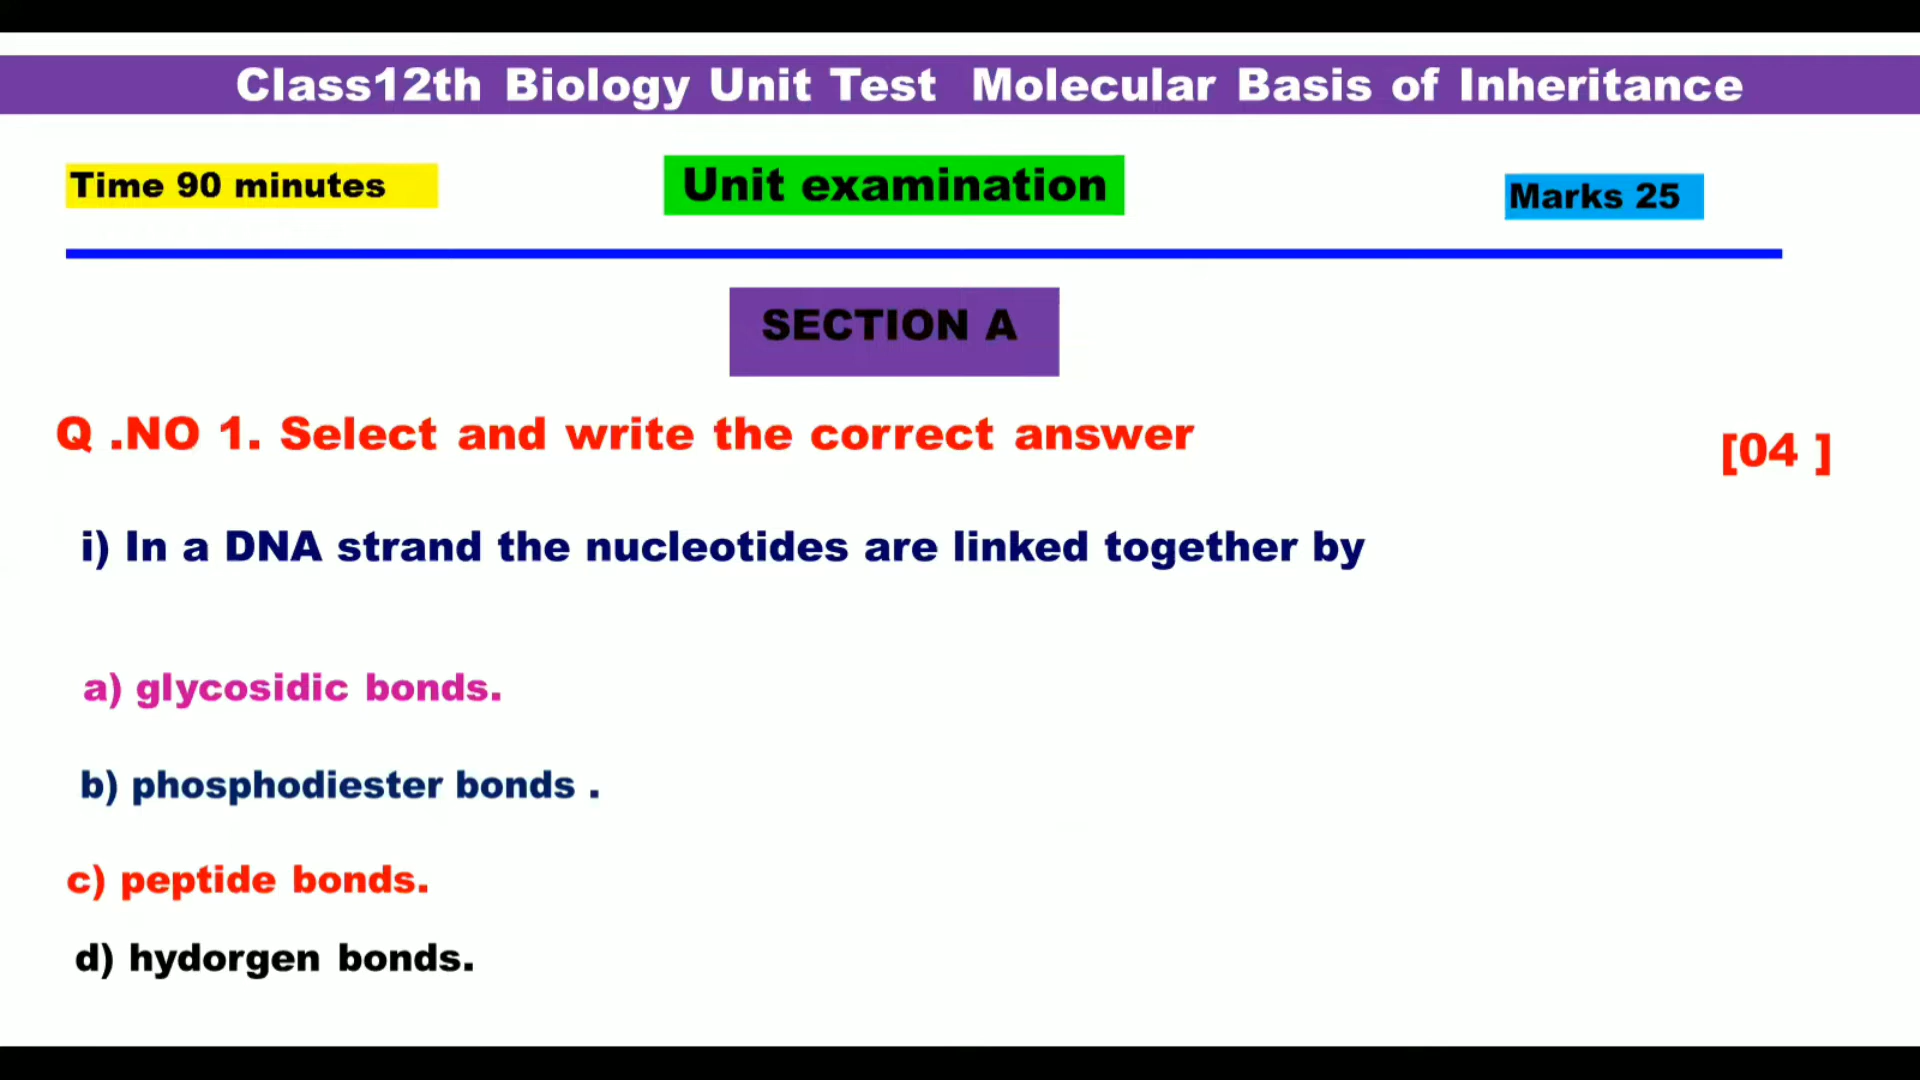 Class12th Biology Unit Test Molecular Basis of Inheritance
Time 90 minutes
Unit examination
Marks 25
SECTION A
Q .NO 1. Select and write the correct answer
[04 ]
i) In a DNA strand the nucleotides are linked together by
a) glycosidic bonds.
b) phosphodiester bonds .
c) peptide bonds.
d) hydorgen bonds.